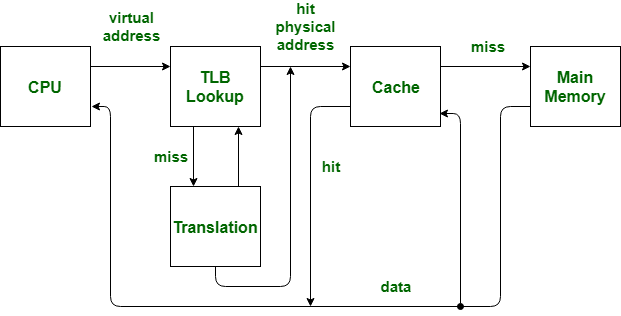 virtual
address
hit
physical
address
miss
CPU
TLB
Lookup
Cache
Main
Memory
miss
hit
Translation
data